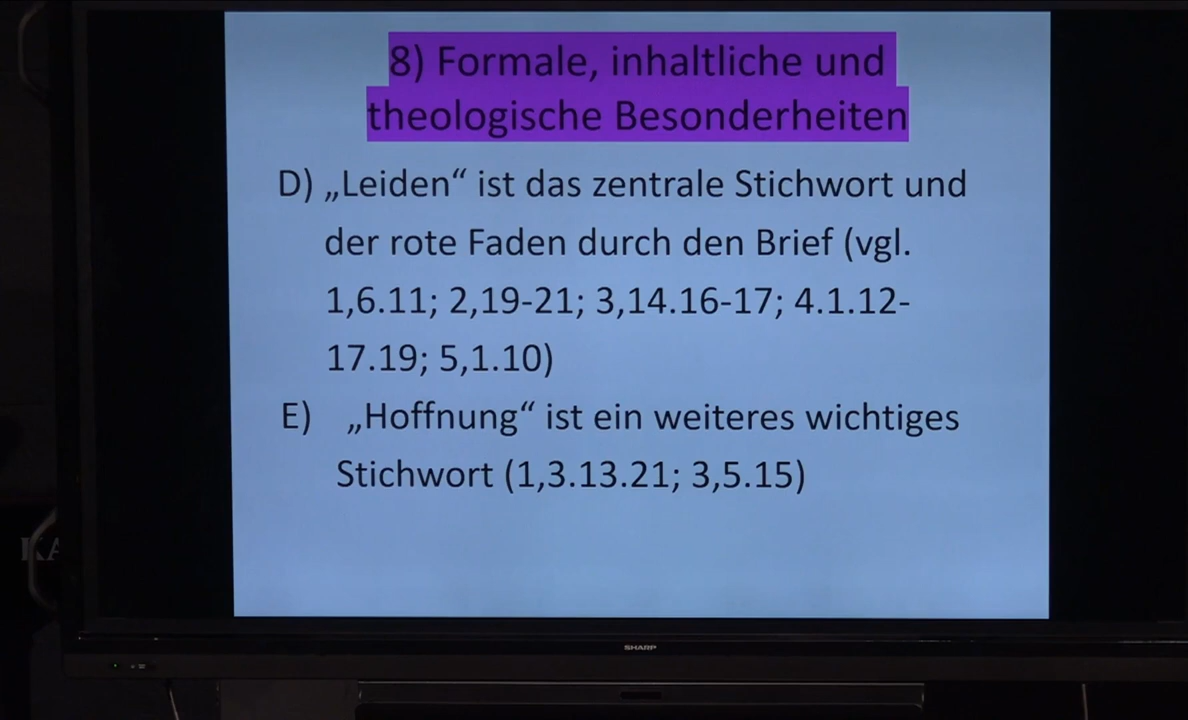 8) Formale, inhaltliche und
theologische Besonderheiten
D) „Leiden“ ist das zentrale Stichwort und
der rote Faden durch den Brief (vgl.
1,6.11; 2,19-21; 3,14.16-17; 4.1.12-
17.19; 5,1.10)
E) „Hoffnung“ ist ein weiteres wichtiges
Stichwort (1,3.13.21; 3,5.15)
KA
SHARP